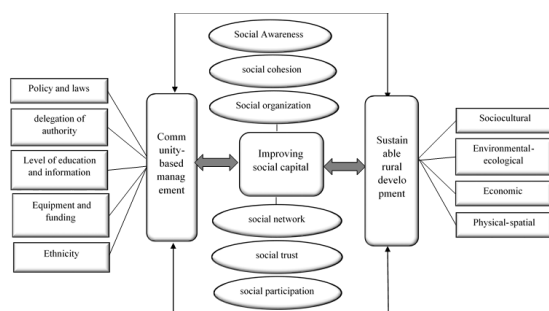 Social Awareness
social cohesion
Social organization
Policy and laws
delegation of
authority
Level of education
and information
Equipment and
funding
Ethnicity
Comm
unity-
based
manag
ement
Improving
social capital
Sustain
able
rural
develop
ment
Sociocultural
Environmental-
ecological
Economic
Physical-spatial
social network
social trust
social participation